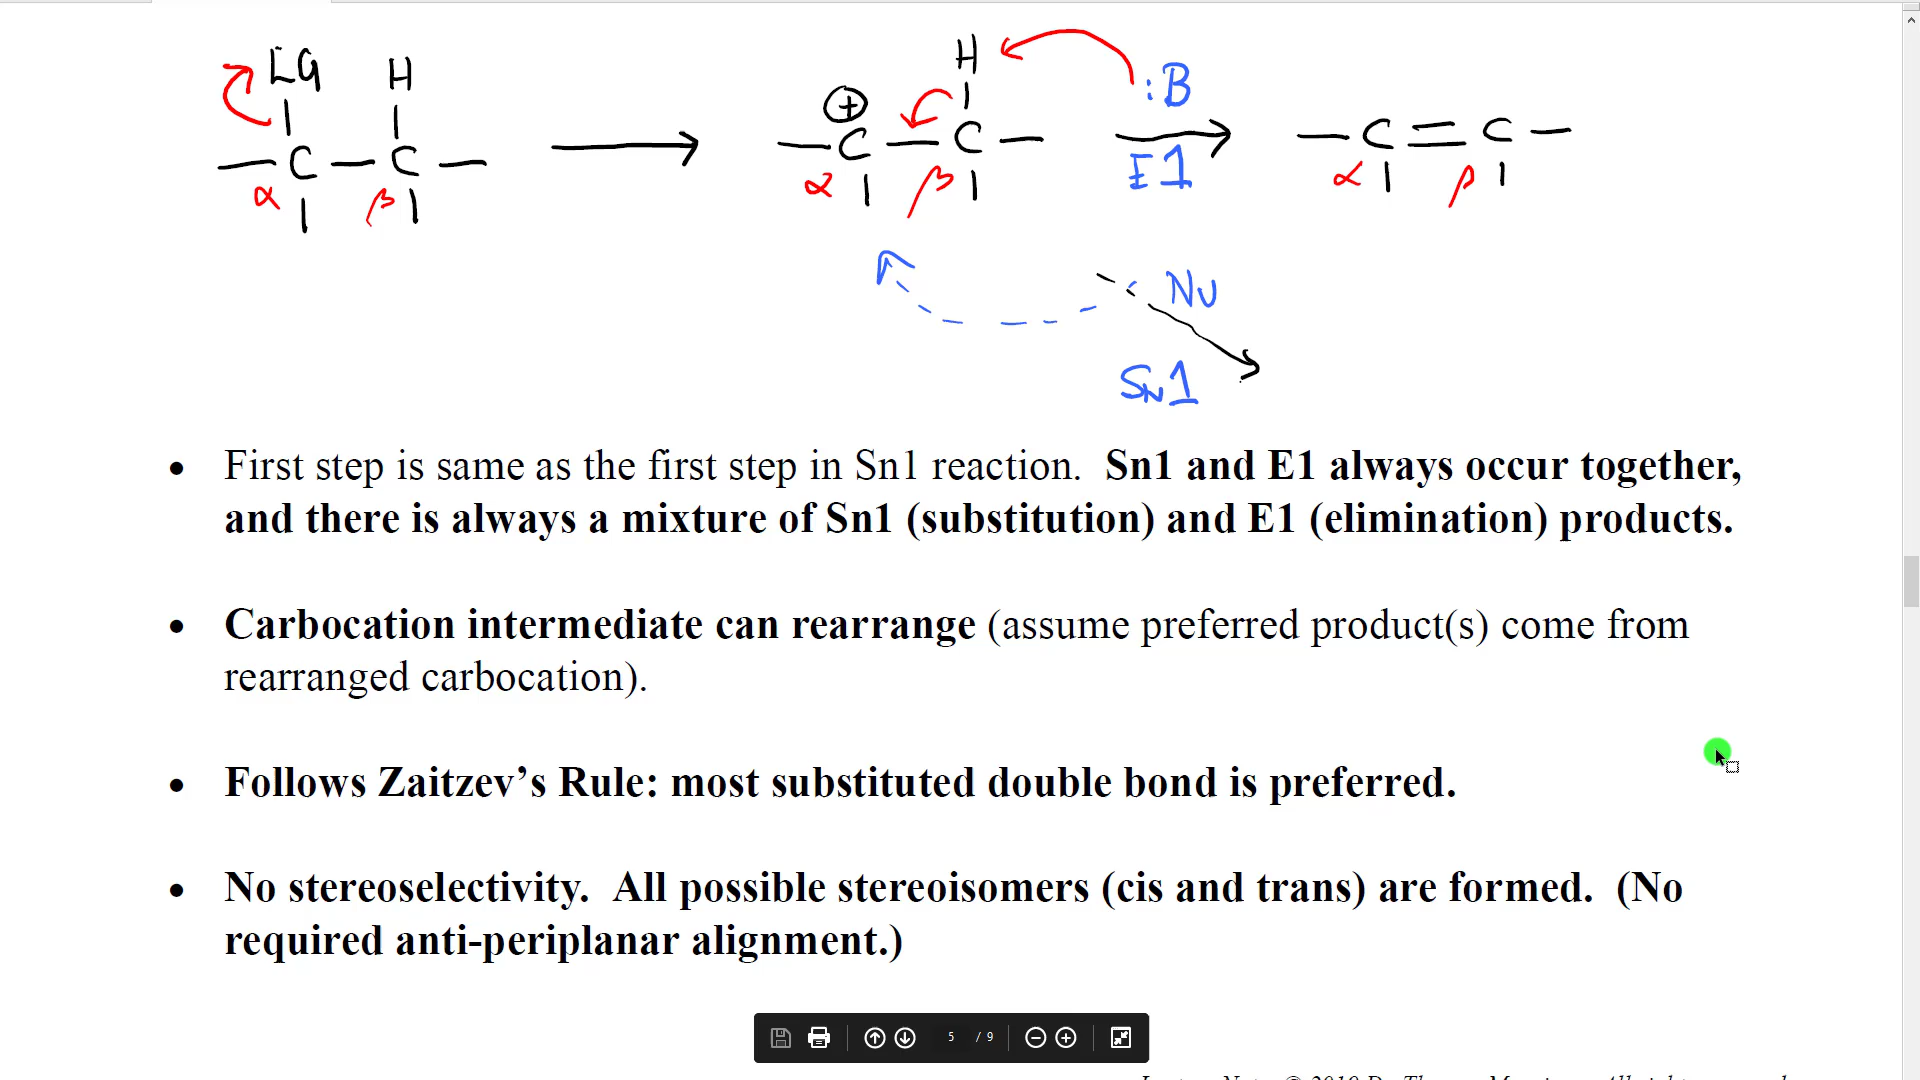 LG H H :B
⊕
— C — C — — C — C — E1 — C = C —
α β α β α β
Nu
Sn1
• First step is same as the first step in Sn1 reaction. Sn1 and E1 always occur together,
and there is always a mixture of Sn1 (substitution) and E1 (elimination) products.
• Carbocation intermediate can rearrange (assume preferred product(s) come from
rearranged carbocation).
• Follows Zaitzev’s Rule: most substituted double bond is preferred.
• No stereoselectivity. All possible stereoisomers (cis and trans) are formed. (No
required anti-periplanar alignment.)
5 / 9